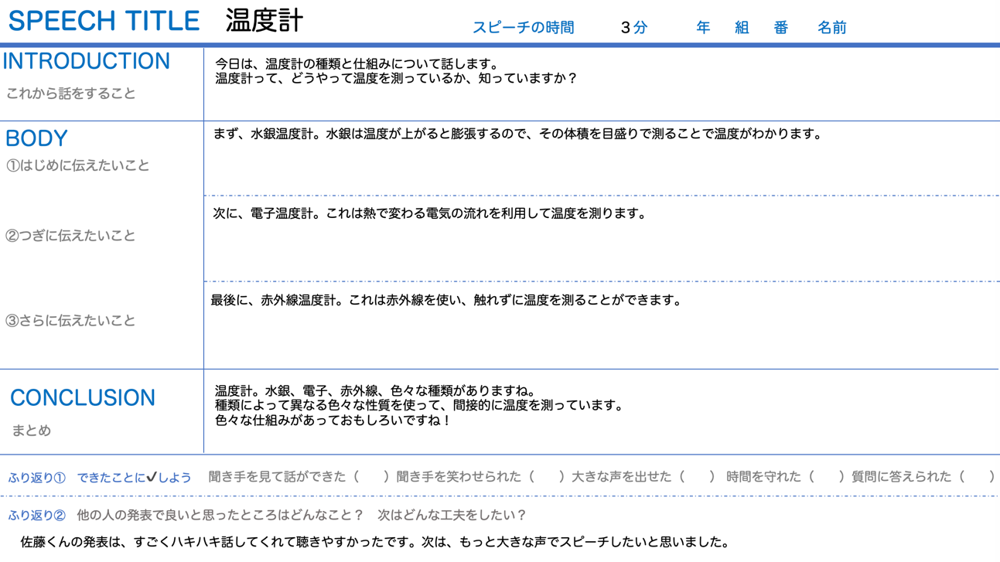 SPEECH TITLE 温度計 スピーチの時間 3分 年 組 番 名前
INTRODUCTION
これから話をすること
今日は、温度計の種類と仕組みについて話します。
温度計って、どうやって温度を測っているか、知っていますか？
BODY
①はじめに伝えたいこと
まず、水銀温度計。水銀は温度が上がると膨張するので、その体積を目盛りで測ることで温度がわかります。
②つぎに伝えたいこと
次に、電子温度計。これは熱で変わる電気の流れを利用して温度を測ります。
③さらに伝えたいこと
最後に、赤外線温度計。これは赤外線を使い、触れずに温度を測ることができます。
CONCLUSION
まとめ
温度計。水銀、電子、赤外線、色々な種類がありますね。
種類によって異なる色々な性質を使って、間接的に温度を測っています。
色々な仕組みがあっておもしろいですね！
ふり返り① できたことに✔しよう 聞き手を見て話ができた（　　）聞き手を笑わせられた（　　）大きな声を出せた（　　） 時間を守れた（　　）質問に答えられた（　　）
ふり返り② 他の人の発表で良いと思ったところはどんなこと？ 次はどんな工夫をしたい？
佐藤くんの発表は、すごくハキハキ話してくれて聴きやすかったです。次は、もっと大きな声でスピーチしたいと思いました。